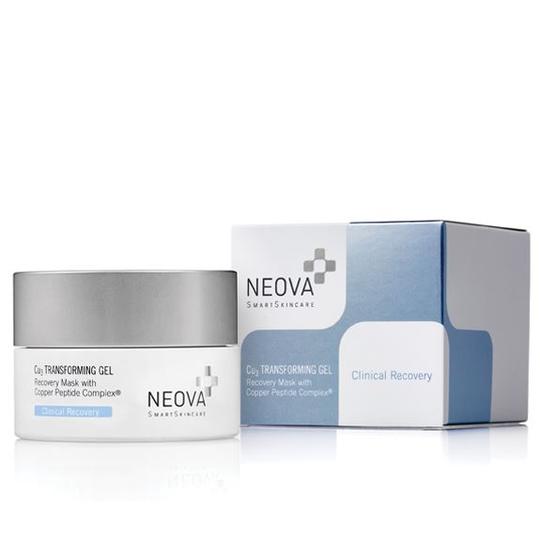 Cu₃ TRANSFORMING GEL
Recovery Mask with
Copper Peptide Complex®
Clinical Recovery
NEOVA
SMARTSKINCARE
NEOVA
SMARTSKINCARE
Cu₃ TRANSFORMING GEL
Recovery Mask with
Copper Peptide Complex®
Clinical Recovery